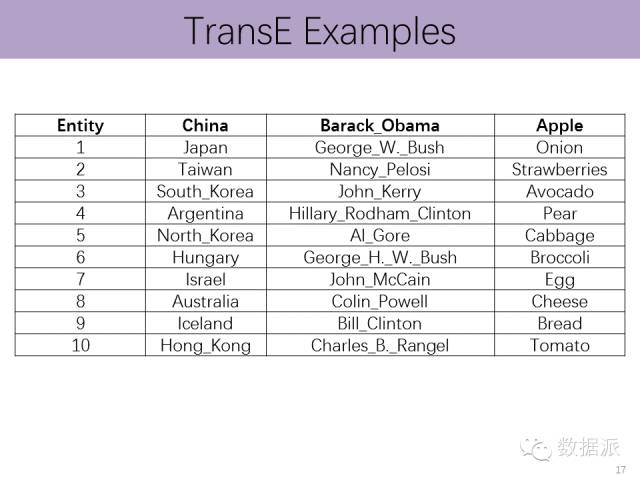 TransE Examples
Entity China Barack_Obama Apple
1 Japan George_W._Bush Onion
2 Taiwan Nancy_Pelosi Strawberries
3 South_Korea John_Kerry Avocado
4 Argentina Hillary_Rodham_Clinton Pear
5 North_Korea Al_Gore Cabbage
6 Hungary George_H._W._Bush Broccoli
7 Israel John_McCain Egg
8 Australia Colin_Powell Cheese
9 Iceland Bill_Clinton Bread
10 Hong_Kong Charles_B._Rangel Tomato
数据派
17